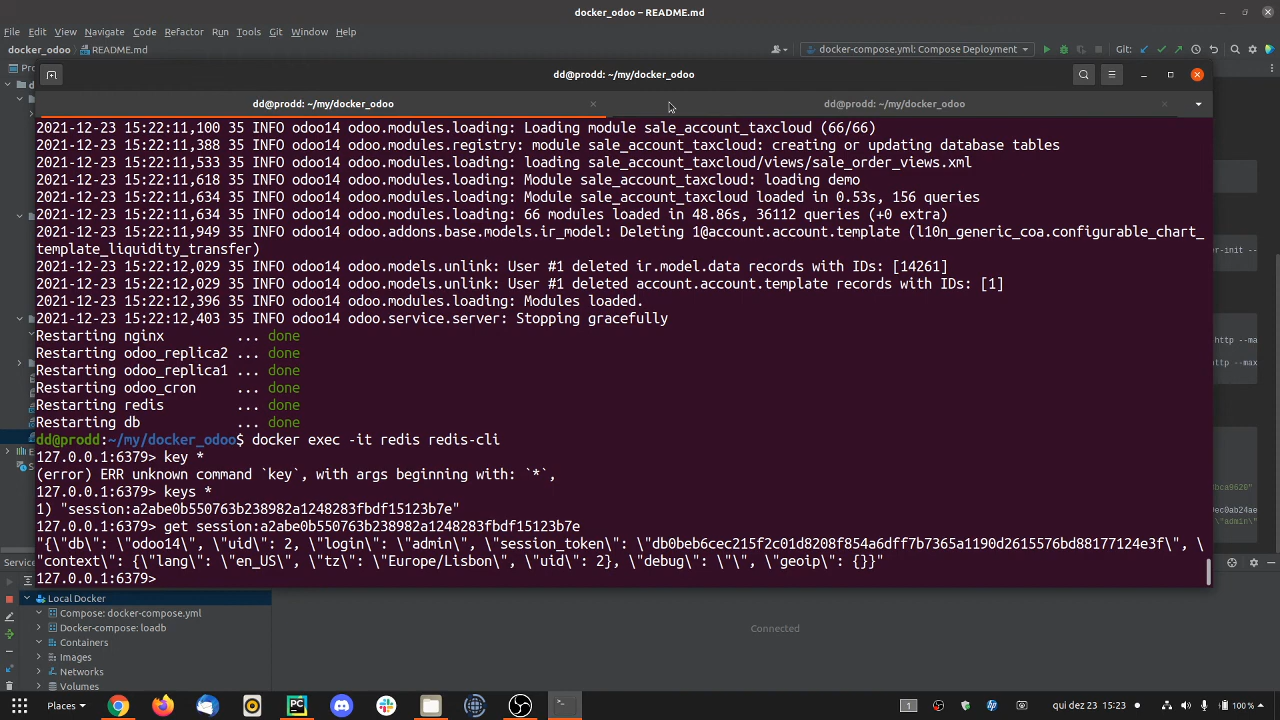 docker_odoo – README.md
File Edit View Navigate Code Refactor Run Tools Git Window Help
docker_odoo README.md docker-compose.yml: Compose Deployment Git:
dd@prodd: ~/my/docker_odoo
dd@prodd: ~/my/docker_odoo dd@prodd: ~/my/docker_odoo
2021-12-23 15:22:11,100 35 INFO odoo14 odoo.modules.loading: Loading module sale_account_taxcloud (66/66)
2021-12-23 15:22:11,388 35 INFO odoo14 odoo.modules.registry: module sale_account_taxcloud: creating or updating database tables
2021-12-23 15:22:11,533 35 INFO odoo14 odoo.modules.loading: loading sale_account_taxcloud/views/sale_order_views.xml
2021-12-23 15:22:11,618 35 INFO odoo14 odoo.modules.loading: Module sale_account_taxcloud: loading demo
2021-12-23 15:22:11,634 35 INFO odoo14 odoo.modules.loading: Module sale_account_taxcloud loaded in 0.53s, 156 queries
2021-12-23 15:22:11,634 35 INFO odoo14 odoo.modules.loading: 66 modules loaded in 48.86s, 36112 queries (+0 extra)
2021-12-23 15:22:11,949 35 INFO odoo14 odoo.addons.base.models.ir_model: Deleting 1@account.account.template (l10n_generic_coa.configurable_chart_
template_liquidity_transfer)
2021-12-23 15:22:12,029 35 INFO odoo14 odoo.models.unlink: User #1 deleted ir.model.data records with IDs: [14261]
2021-12-23 15:22:12,029 35 INFO odoo14 odoo.models.unlink: User #1 deleted account.account.template records with IDs: [1]
2021-12-23 15:22:12,396 35 INFO odoo14 odoo.modules.loading: Modules loaded.
2021-12-23 15:22:12,403 35 INFO odoo14 odoo.service.server: Stopping gracefully
Restarting nginx ... done
Restarting odoo_replica2 ... done
Restarting odoo_replica1 ... done
Restarting odoo_cron ... done
Restarting redis ... done
Restarting db ... done
dd@prodd:~/my/docker_odoo$ docker exec -it redis redis-cli
127.0.0.1:6379> key *
(error) ERR unknown command `key`, with args beginning with: `*`,
127.0.0.1:6379> keys *
1) "session:a2abe0b550763b238982a1248283fbdf15123b7e"
127.0.0.1:6379> get session:a2abe0b550763b238982a1248283fbdf15123b7e
"{\"db\": \"odoo14\", \"uid\": 2, \"login\": \"admin\", \"session_token\": \"db0beb6cec215f2c01d8208f854a6dff7b7365a1190d2615576bd88177124e3f\", \
"context\": {\"lang\": \"en_US\", \"tz\": \"Europe/Lisbon\", \"uid\": 2}, \"debug\": \"\", \"geoip\": {}}"
127.0.0.1:6379>
Servic
Local Docker
Compose: docker-compose.yml
Docker-compose: loadb
Containers
Images
Networks
Volumes
Connected
Places 1 qui dez 23 15:23 100 %